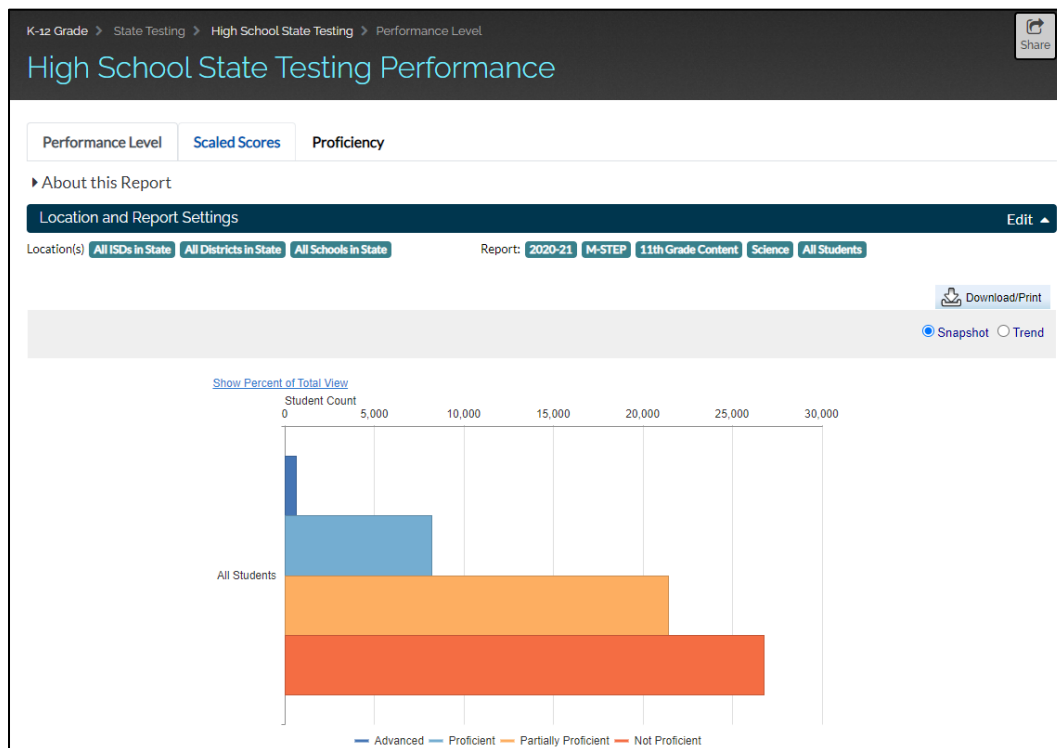 K-12 Grade > State Testing > High School State Testing > Performance Level
Share
High School State Testing Performance
Performance Level Scaled Scores Proficiency
About this Report
Location and Report Settings Edit
Location(s) All ISDs in State All Districts in State All Schools in State Report: 2020-21 M-STEP 11th Grade Content Science All Students
Download/Print
Snapshot Trend
Show Percent of Total View
Student Count
0 5,000 10,000 15,000 20,000 25,000 30,000
All Students
Advanced Proficient Partially Proficient Not Proficient